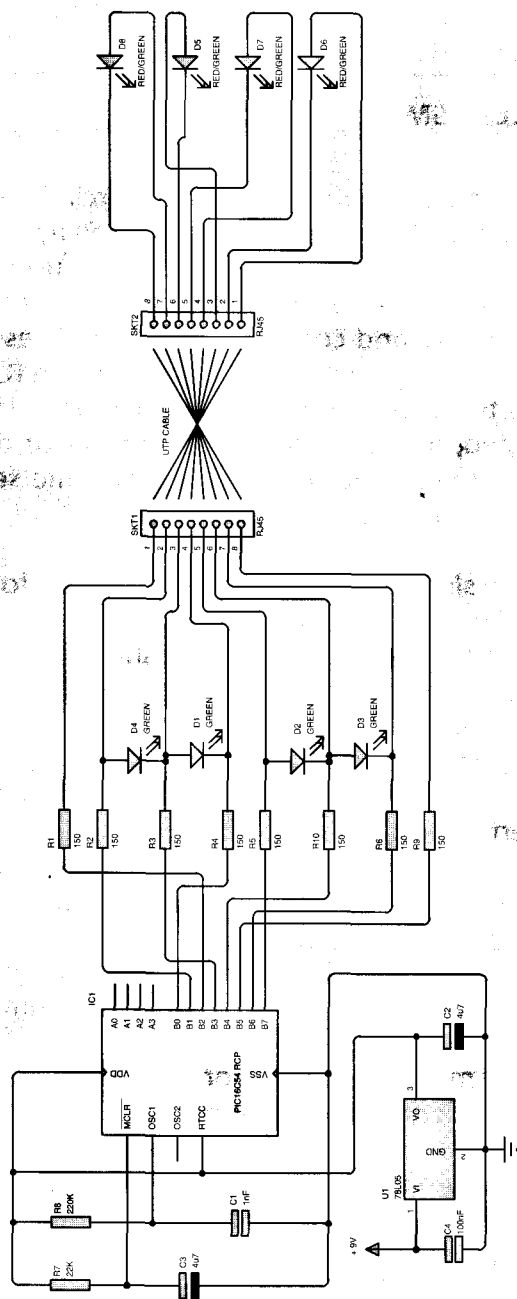 D8
RED/GREEN
D5
RED/GREEN
D7
RED/GREEN
D6
RED/GREEN
8
7
6
5
4
3
2
1
SKT2
RJ45
UTP CABLE
SKT1
RJ45
1
2
3
4
5
6
7
8
D4
GREEN
D1
GREEN
D2
GREEN
D3
GREEN
R1
150
R2
150
R3
150
R4
150
R5
150
R10
150
R6
150
R9
150
IC1
A0
A1
A2
A3
B0
B1
B2
B3
B4
B5
B6
B7
VDD
VSS
PIC16C54 RCP
MCLR
OSC1
OSC2
RTCC
R8
220K
R7
22K
C1
1nF
C3
4u7
C2
4u7
U1
78L05
1
VI
VO
3
GND
2
+ 9V
C4
100nF